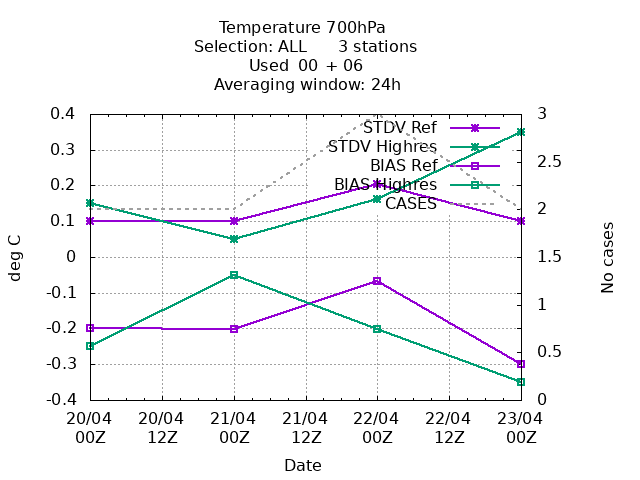 Temperature 700hPa
Selection: ALL 3 stations
Used 00 + 06
Averaging window: 24h
0.4
0.3
0.2
0.1
0
-0.1
-0.2
-0.3
-0.4
deg C
3
2.5
2
1.5
1
0.5
0
No cases
STDV Ref
STDV Highres
BIAS Ref
BIAS Highres
CASES
20/04 20/04 21/04 21/04 22/04 22/04 23/04
00Z 12Z 00Z 12Z 00Z 12Z 00Z
Date